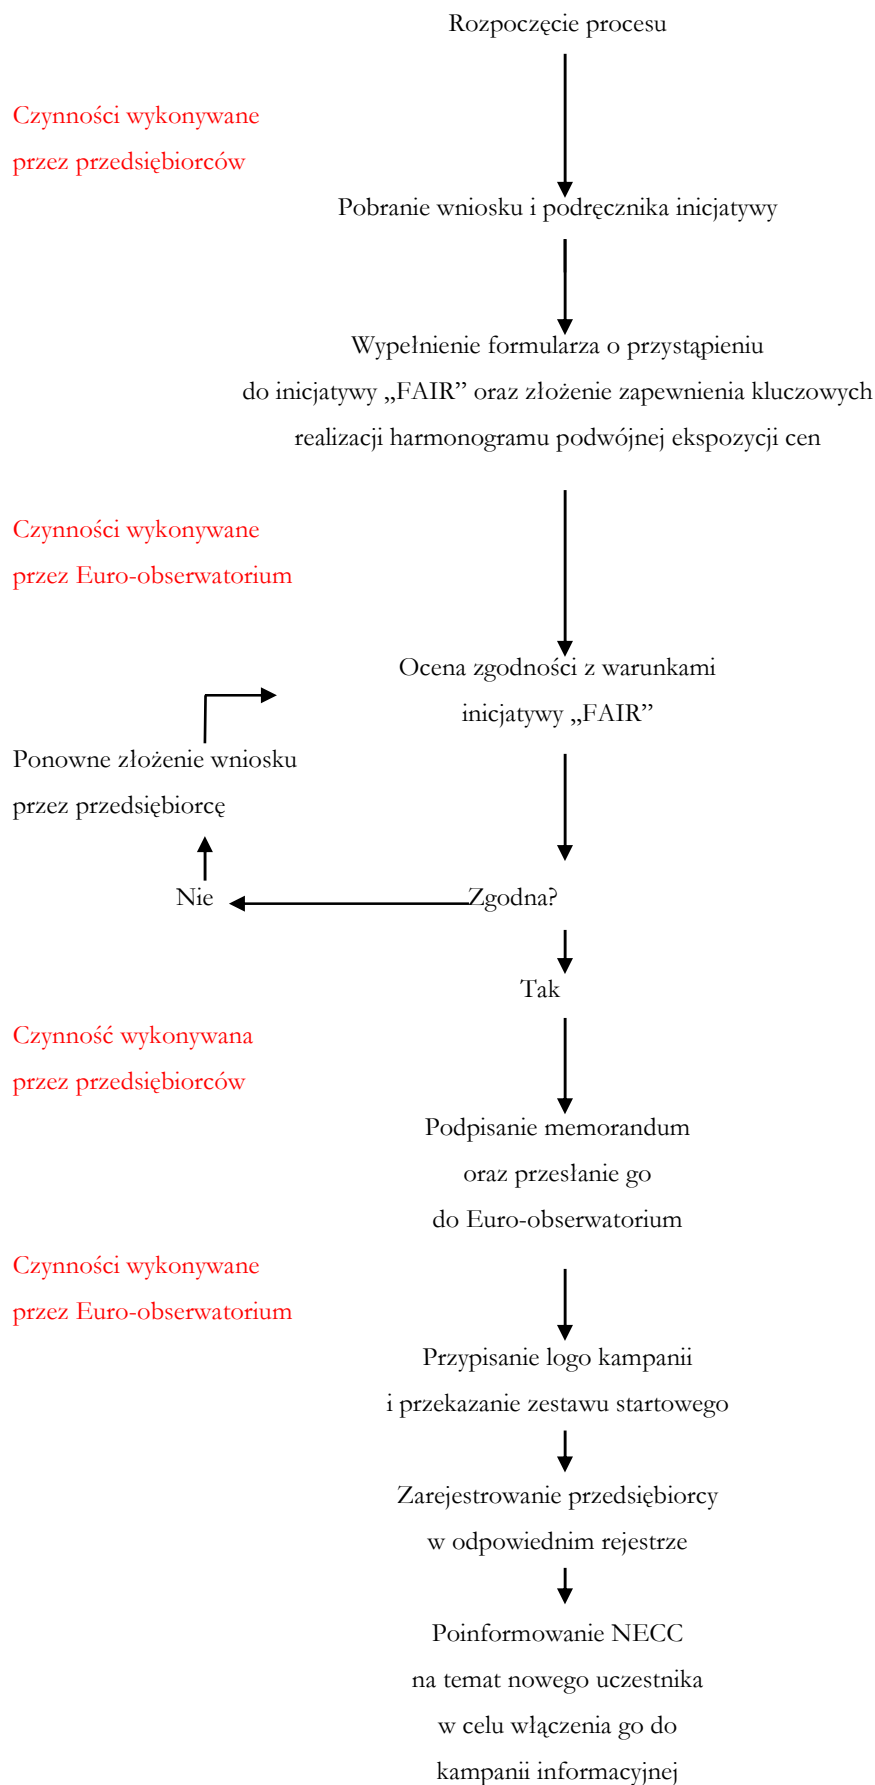 Rozpoczęcie procesu
Czynności wykonywane
przez przedsiębiorców
Pobranie wniosku i podręcznika inicjatywy
Wypełnienie formularza o przystąpieniu
do inicjatywy „FAIR” oraz złożenie zapewnienia kluczowych
realizacji harmonogramu podwójnej ekspozycji cen
Czynności wykonywane
przez Euro-obserwatorium
Ocena zgodności z warunkami
inicjatywy „FAIR”
Ponowne złożenie wniosku
przez przedsiębiorcę
Nie
Zgodna?
Tak
Czynność wykonywana
przez przedsiębiorców
Podpisanie memorandum
oraz przesłanie go
do Euro-obserwatorium
Czynności wykonywane
przez Euro-obserwatorium
Przypisanie logo kampanii
i przekazanie zestawu startowego
Zarejestrowanie przedsiębiorcy
w odpowiednim rejestrze
Poinformowanie NECC
na temat nowego uczestnika
w celu włączenia go do
kampanii informacyjnej